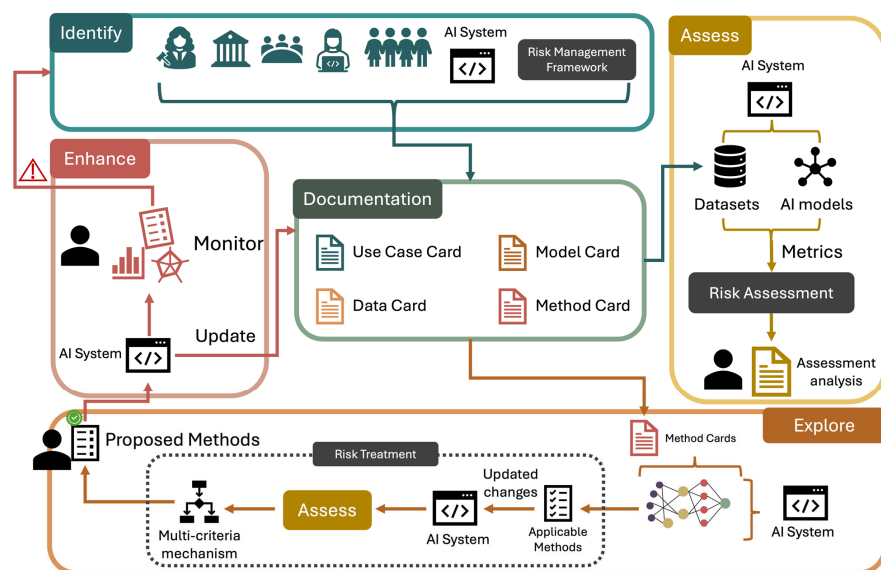 Identify
AI System
</>
Risk Management
Framework
Assess
AI System
</>
Datasets
AI models
Metrics
Risk Assessment
Assessment
analysis
Enhance
Monitor
Update
AI System
</>
Documentation
Use Case Card
Model Card
Data Card
Method Card
Explore
Proposed Methods
Risk Treatment
Method Cards
Updated
changes
Assess
</>
AI System
Applicable
Methods
Multi-criteria
mechanism
</>
AI System